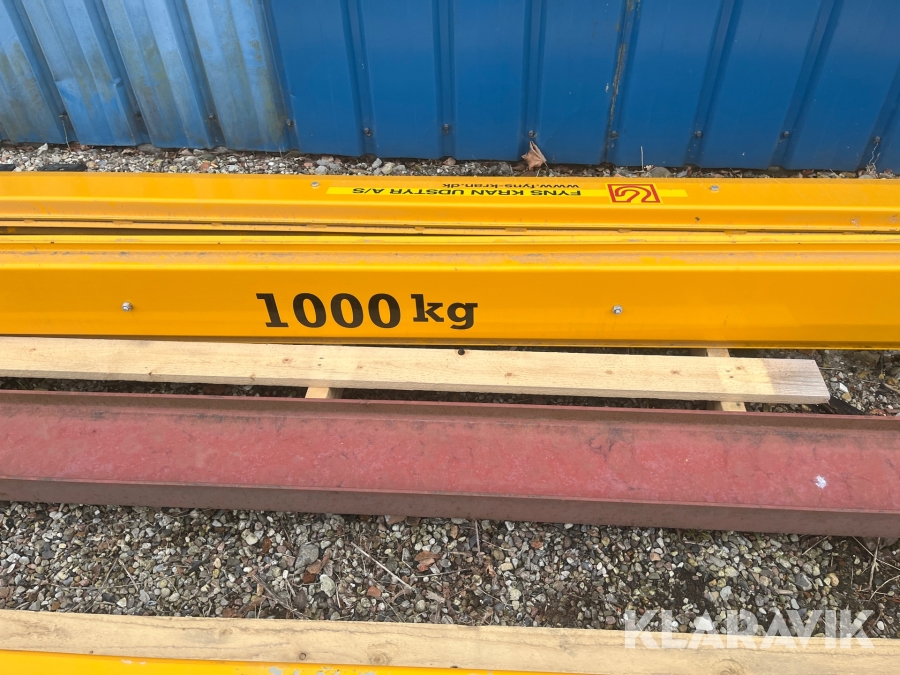 FYNS KRAN UDSTYR A/S
www.fyns-kran.dk
1000 kg
KLARAVIK